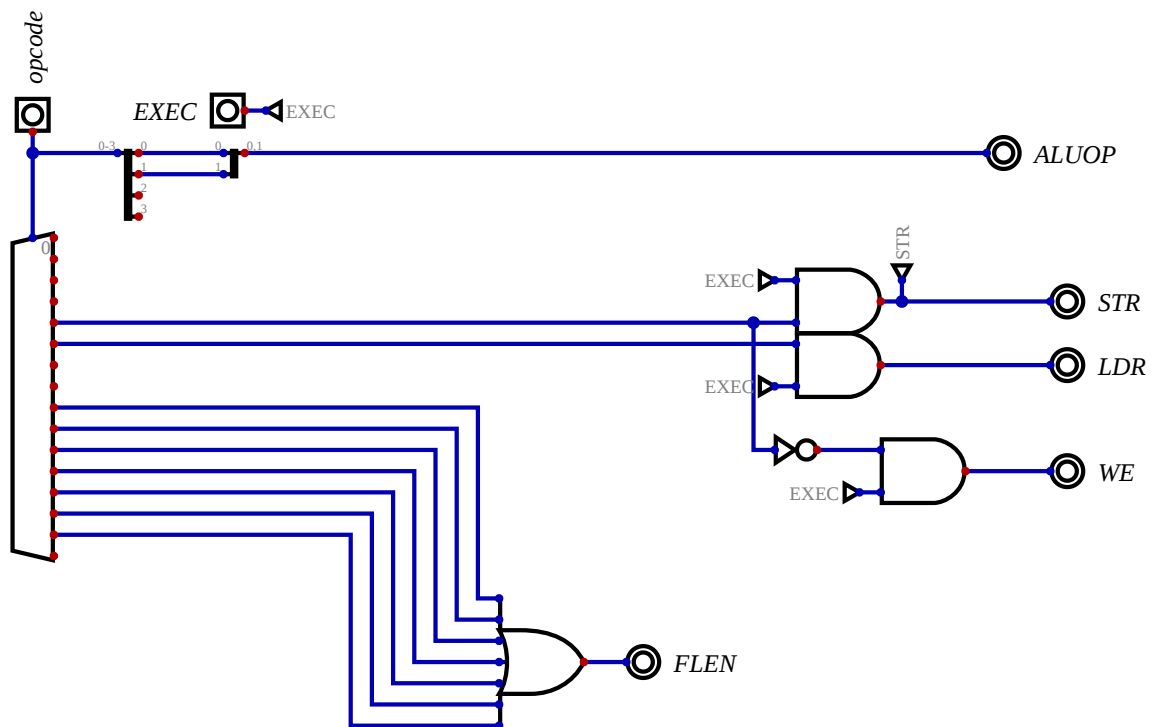 opcode
EXEC
EXEC
0-3
0
1
2
3
0
1
0,1
ALUOP
0
STR
EXEC
STR
EXEC
LDR
EXEC
WE
FLEN